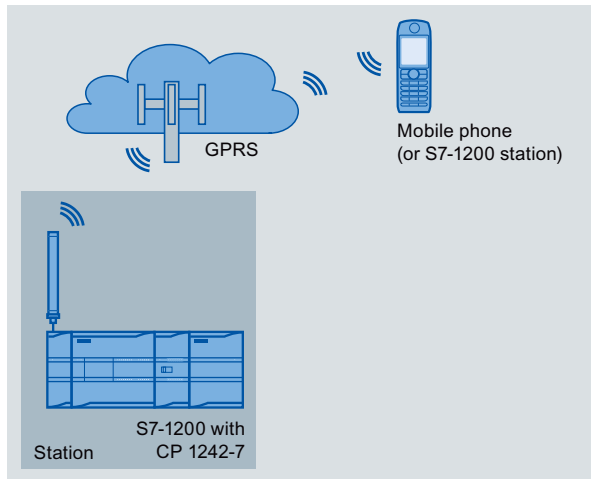 GPRS
Mobile phone
(or S7-1200 station)
S7-1200 with
Station CP 1242-7